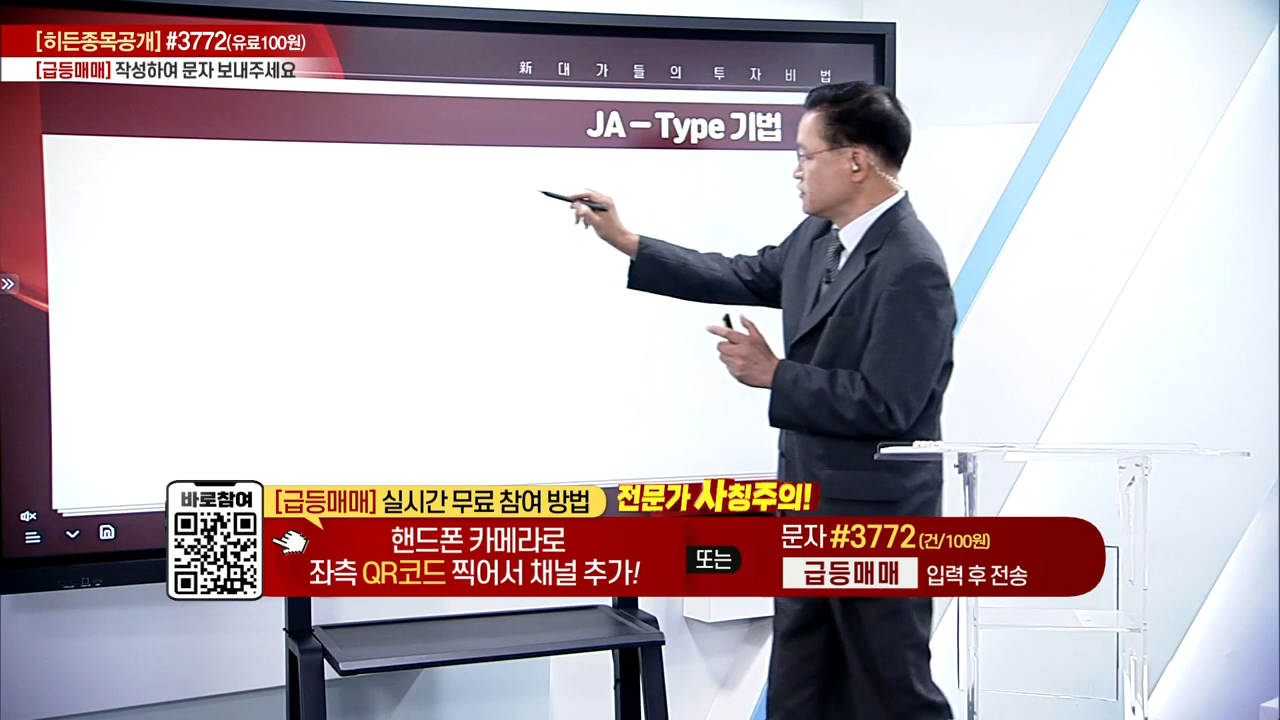 [히든종목공개] #3772(유료100원)
[급등매매] 작성하여 문자 보내주세요
新 대 가 들 의 투 자 비 법
JA-Type 기법
바로참여
[급등매매] 실시간 무료 참여 방법
전문가 사칭주의!
핸드폰 카메라로
좌측 QR코드 찍어서 채널 추가!
또는
문자 #3772 (건/100원)
급등매매 입력 후 전송